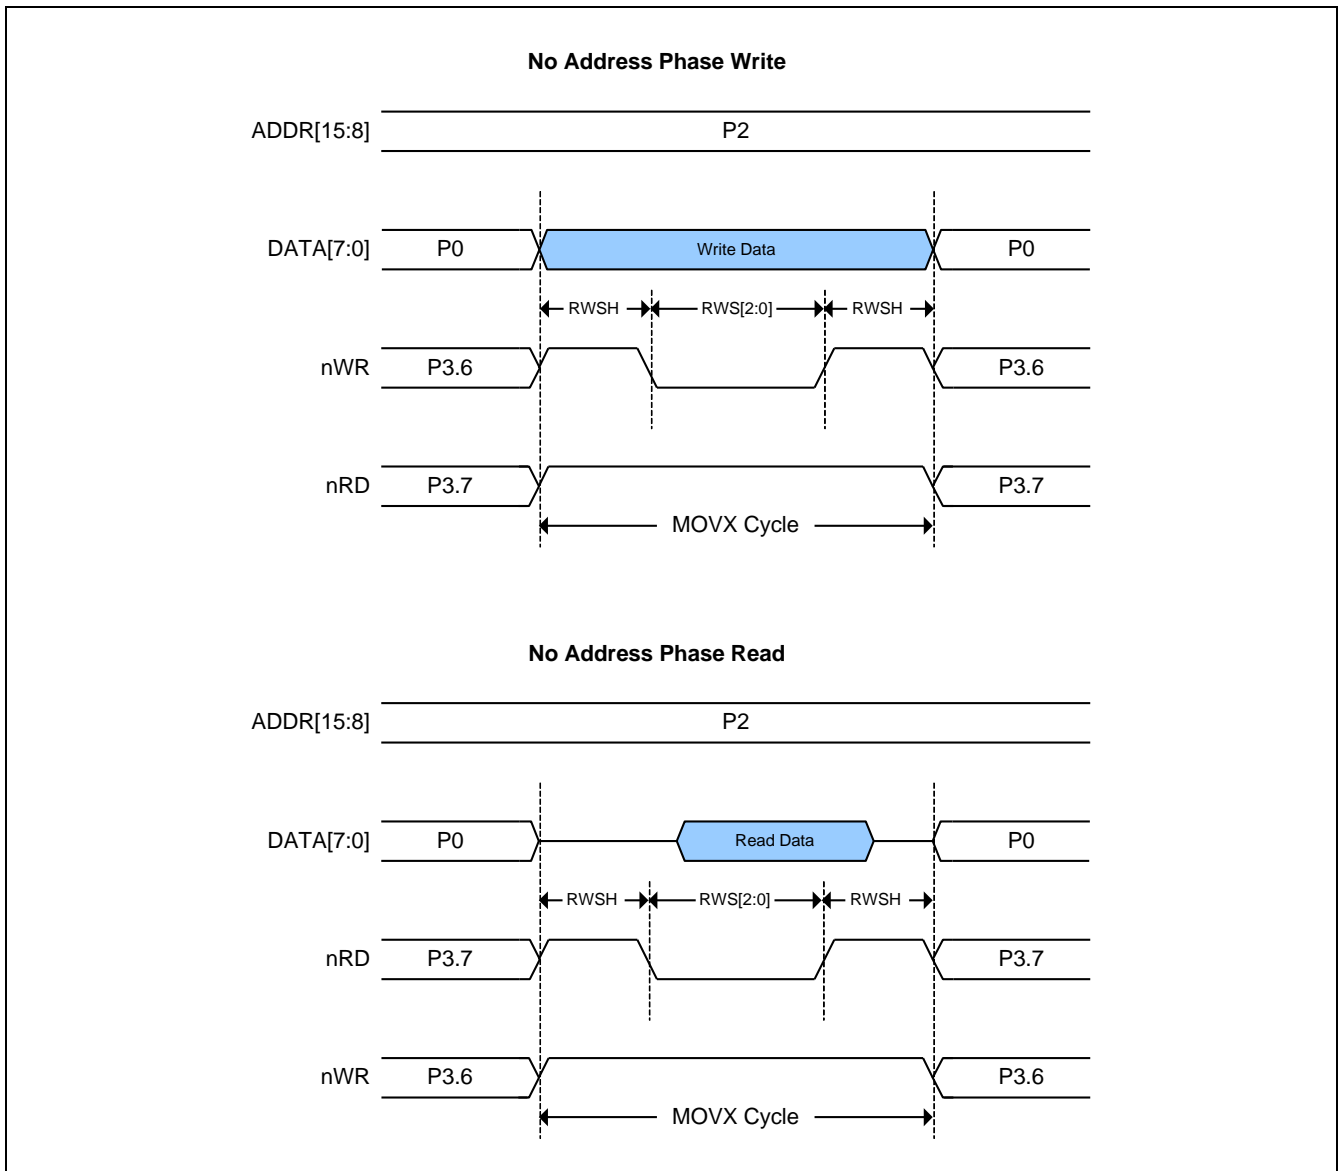 No Address Phase Write
ADDR[15:8] P2
DATA[7:0] P0 Write Data P0
RWSH RWS[2:0] RWSH
nWR P3.6 P3.6
nRD P3.7 P3.7
MOVX Cycle
No Address Phase Read
ADDR[15:8] P2
DATA[7:0] P0 Read Data P0
RWSH RWS[2:0] RWSH
nRD P3.7 P3.7
nWR P3.6 P3.6
MOVX Cycle